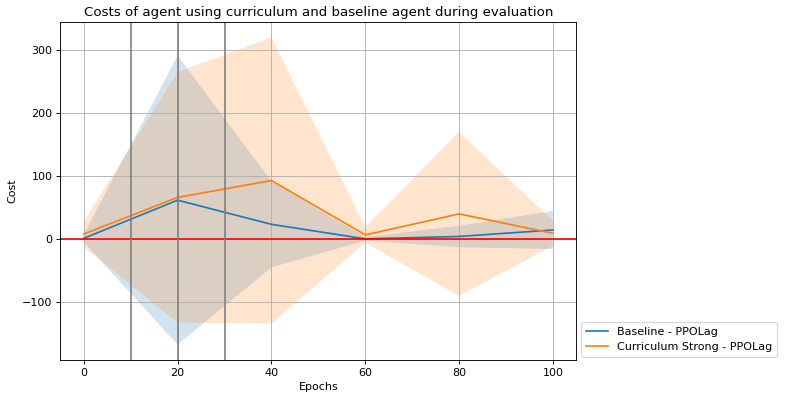 Costs of agent using curriculum and baseline agent during evaluation
300
200
100
0
−100
Cost
0 20 40 60 80 100
Epochs
Baseline - PPOLag
Curriculum Strong - PPOLag